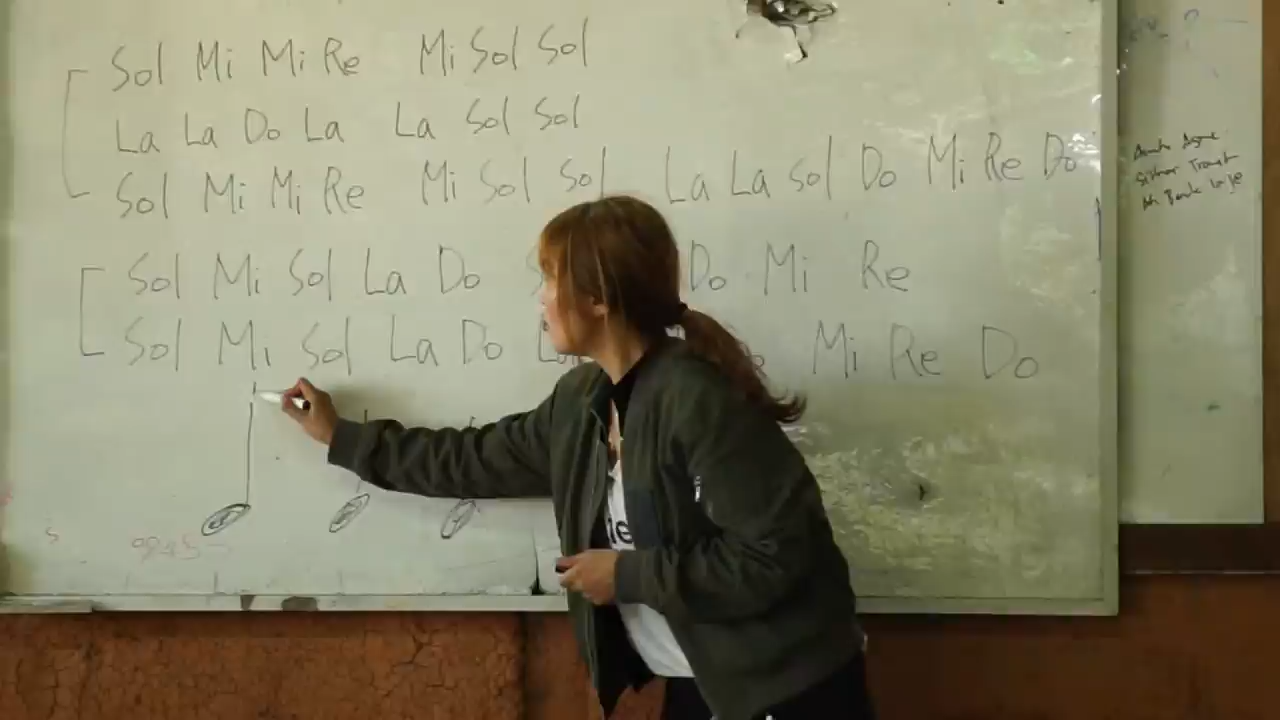 Sol Mi Mi Re Mi Sol Sol
La La Do La La Sol Sol
Sol Mi Mi Re Mi Sol Sol La La Sol Do Mi Re Do
Sol Mi Sol La Do Do Mi Re
Sol Mi Sol La Do Mi Re Do